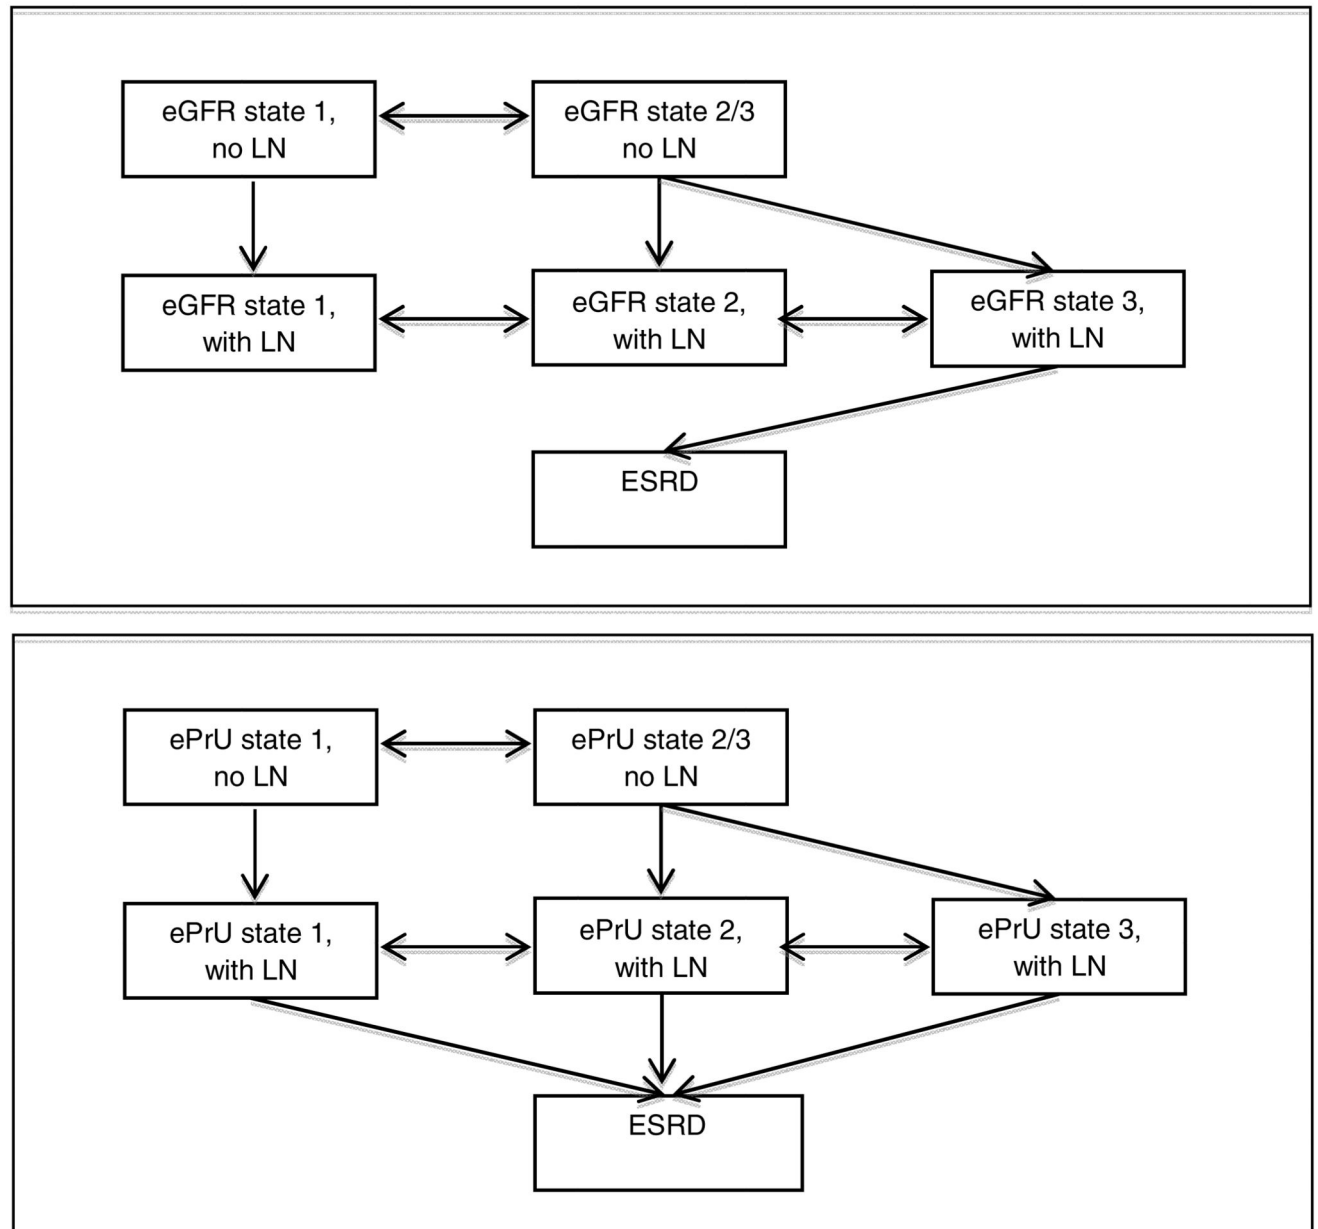 eGFR state 1,
no LN
eGFR state 2/3
no LN
eGFR state 1,
with LN
eGFR state 2,
with LN
eGFR state 3,
with LN
ESRD
ePrU state 1,
no LN
ePrU state 2/3
no LN
ePrU state 1,
with LN
ePrU state 2,
with LN
ePrU state 3,
with LN
ESRD